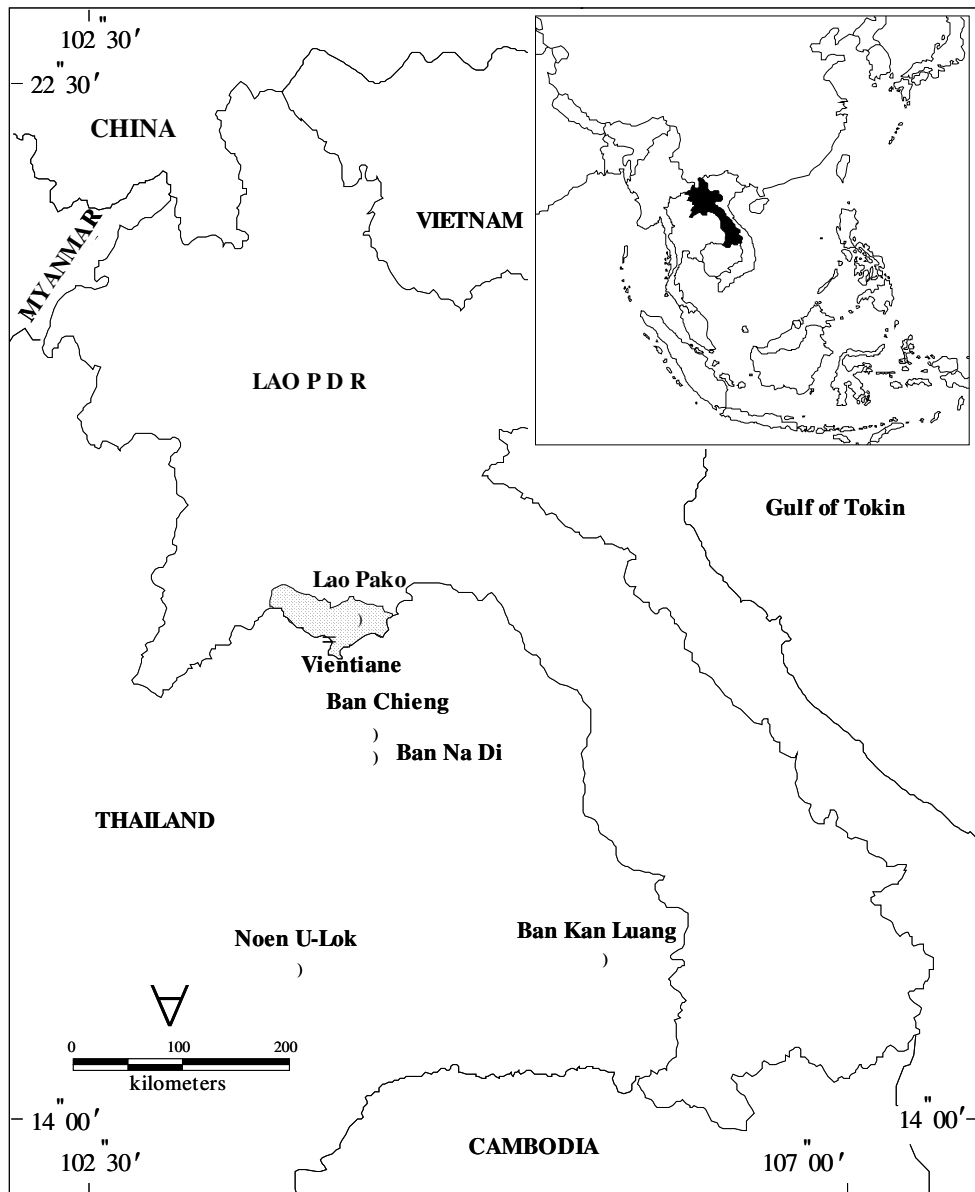 102"30'
22"30'
CHINA
VIETNAM
MYANMAR
LAO P D R
Gulf of Tokin
Lao Pako
Vientiane
Ban Chieng
Ban Na Di
THAILAND
Noen U-Lok
Ban Kan Luang
0 100 200
kilometers
14"00'
14"00'
CAMBODIA
102"30'
107"00'